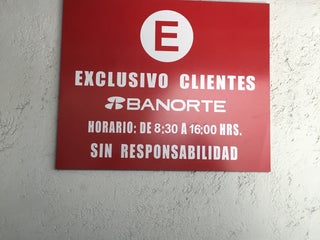 E
EXCLUSIVO CLIENTES
BANORTE
HORARIO: DE 8:30 A 16:00 HRS.
SIN RESPONSABILIDAD